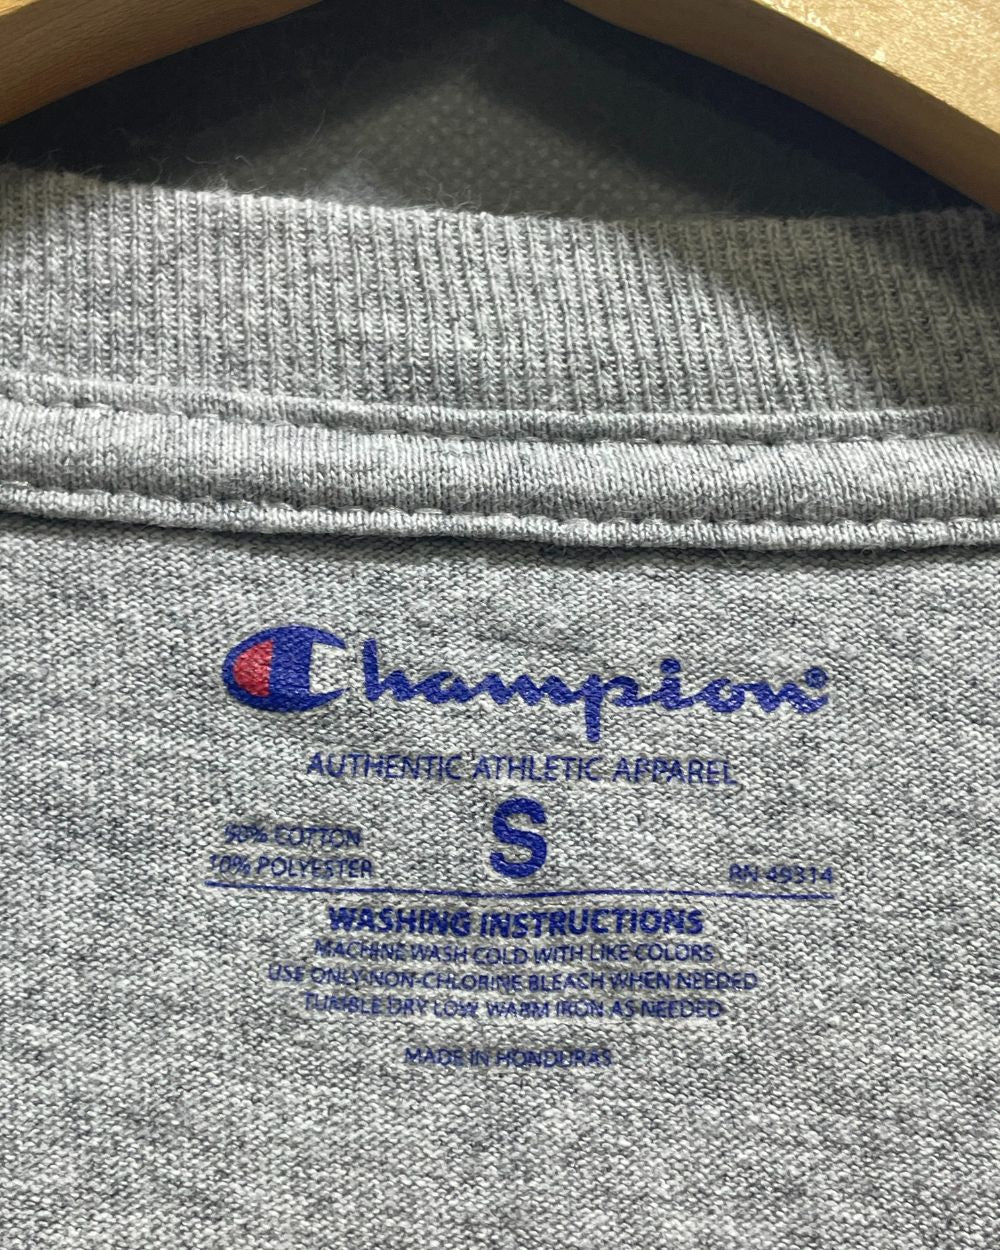 Champion®
AUTHENTIC ATHLETIC APPAREL
S
90% COTTON
10% POLYESTER
RN 49314
WASHING INSTRUCTIONS
MACHINE WASH COLD WITH LIKE COLORS
USE ONLY NON-CHLORINE BLEACH WHEN NEEDED
TUMBLE DRY LOW WARM IRON AS NEEDED
MADE IN HONDURAS